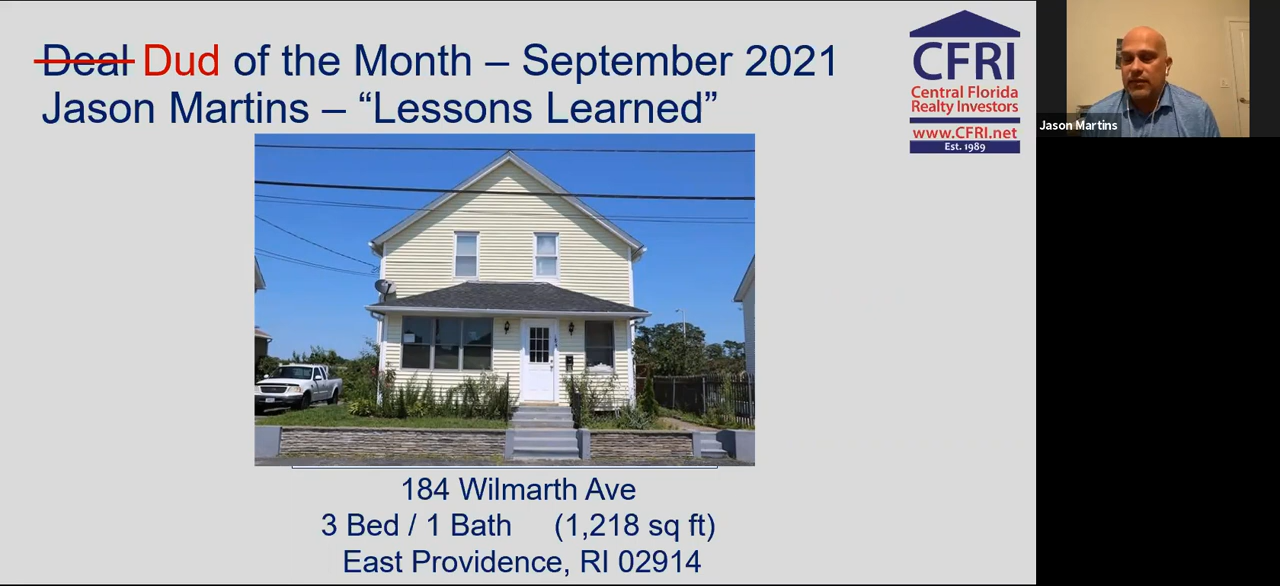 Deal Dud of the Month – September 2021
Jason Martins – “Lessons Learned”
CFRI
Central Florida
Realty Investors
www.CFRI.net
Est. 1989
Jason Martins
184 Wilmarth Ave
3 Bed / 1 Bath (1,218 sq ft)
East Providence, RI 02914